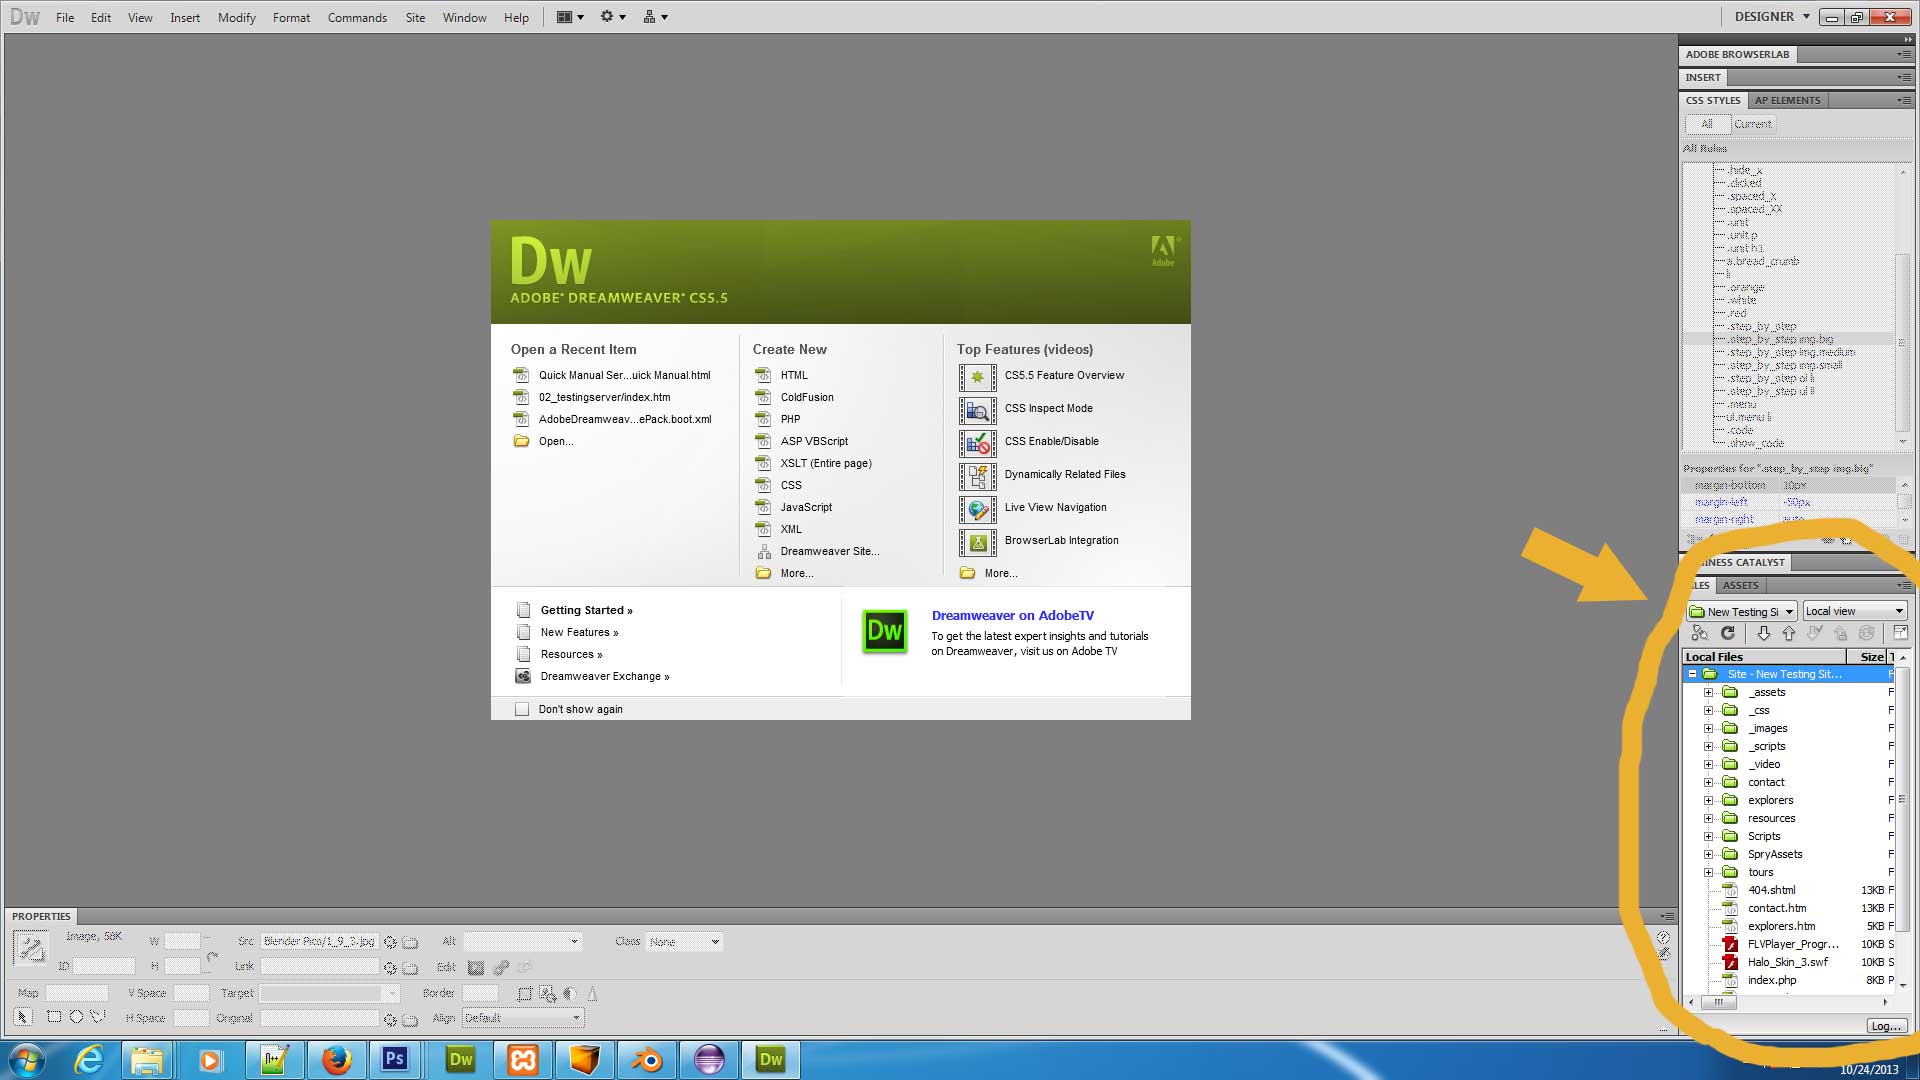 Dw File Edit View Insert Modify Format Commands Site Window Help DESIGNER
ADOBE BROWSERLAB
INSERT
CSS STYLES AP ELEMENTS
All Current
All Rules
.hide_x
.clicked
.spaced_X
.spaced_XX
.unit
.unit p
.unit h1
a.bread_crumb
li
.orange
.white
.red
.step_by_step
.step_by_step img.big
.step_by_step img.medium
.step_by_step img.small
.step_by_step ol li
.step_by_step ul li
.menu
ul.menu li
.code
.show_code
Properties for ".step_by_step img.big"
margin-bottom 10px
margin-left -50px
margin-right auto
Dw
ADOBE® DREAMWEAVER® CS5.5
Adobe
Open a Recent Item
Quick Manual Ser...uick Manual.html
02_testingserver/index.htm
AdobeDreamweav...ePack.boot.xml
Open...
Create New
HTML
ColdFusion
PHP
ASP VBScript
XSLT (Entire page)
CSS
JavaScript
XML
Dreamweaver Site...
More...
Top Features (videos)
CS5.5 Feature Overview
CSS Inspect Mode
CSS Enable/Disable
Dynamically Related Files
Live View Navigation
BrowserLab Integration
More...
Getting Started »
New Features »
Resources »
Dreamweaver Exchange »
Dw
Dreamweaver on AdobeTV
To get the latest expert insights and tutorials
on Dreamweaver, visit us on Adobe TV
Don't show again
INESS CATALYST
LES ASSETS
New Testing Si Local view
Local Files Size T
Site - New Testing Sit... F
_assets F
_css F
_images F
_scripts F
_video F
contact F
explorers F
resources F
Scripts F
SpryAssets F
tours F
404.shtml 13KB F
contact.htm 13KB F
explorers.htm 5KB F
FLVPlayer_Progr... 10KB S
Halo_Skin_3.swf 10KB S
index.php 8KB P
Log...
PROPERTIES
Image, 58K W Src Blender Pics/1_9_3.jpg Alt Class None
ID H Link Edit
Map V Space Target Border
H Space Original Align Default
Ps Dw Dw
10/24/2013